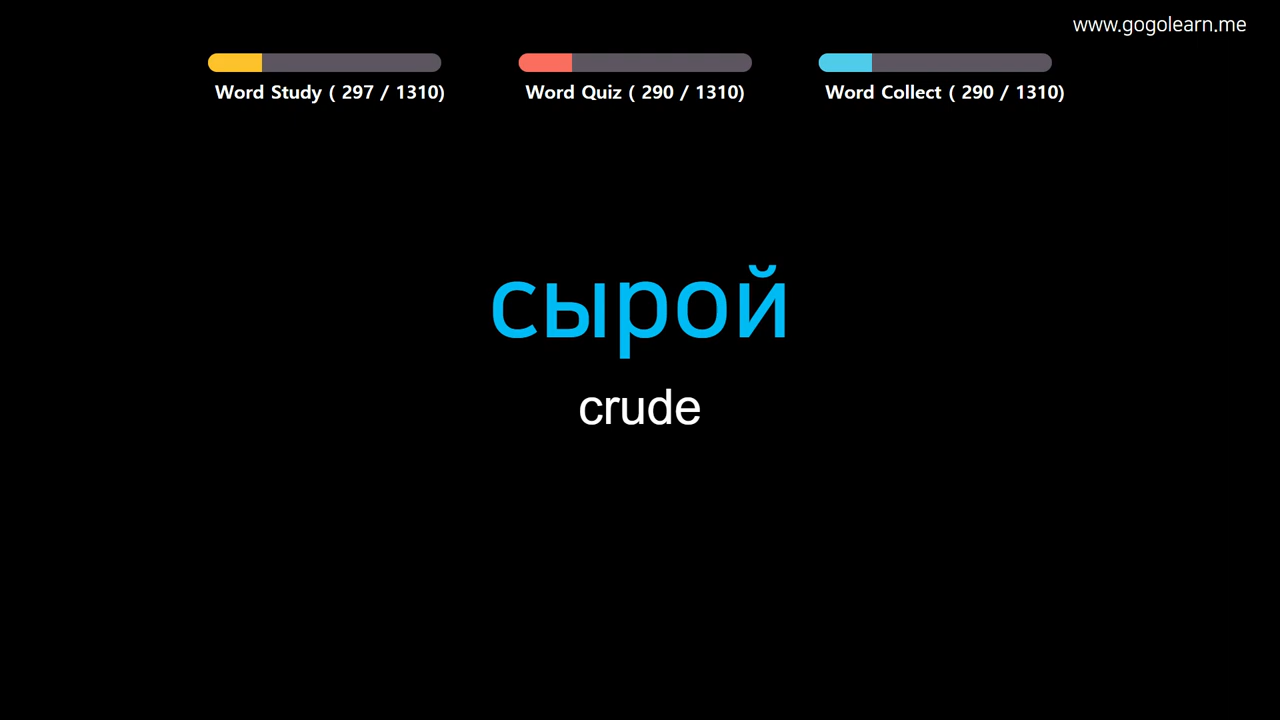 www.gogolearn.me
Word Study ( 297 / 1310)
Word Quiz ( 290 / 1310)
Word Collect ( 290 / 1310)
сырой
crude